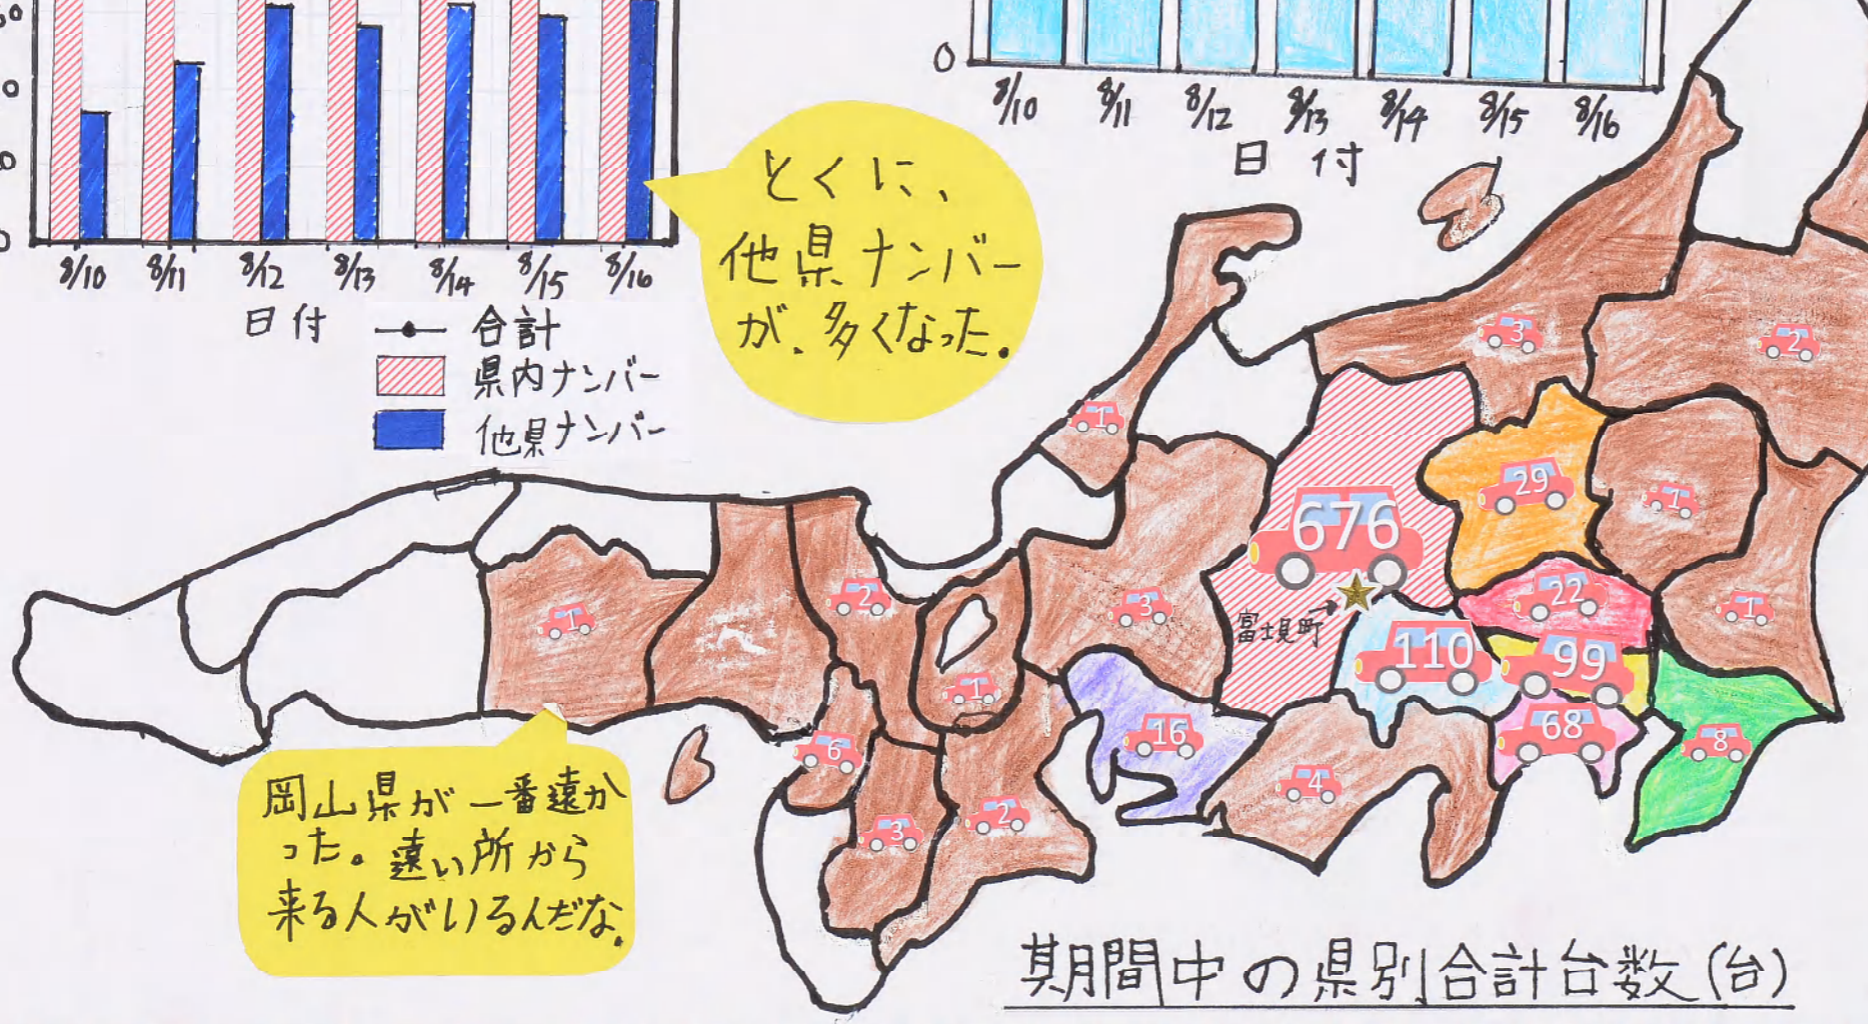 0
8/10 8/11 8/12 8/13 8/14 8/15 8/16
日付
8/10 8/11 8/12 8/13 8/14 8/15 8/16
日付
合計
県内ナンバー
他県ナンバー
とくに、
他県ナンバー
が、多くなった。
3
2
1
29
1
676
2
1
3
22
1
富士見町
110
99
1
6
16
68
8
4
3
2
岡山県が一番遠か
った。遠い所から
来る人がいるんだな。
期間中の県別合計台数(台)